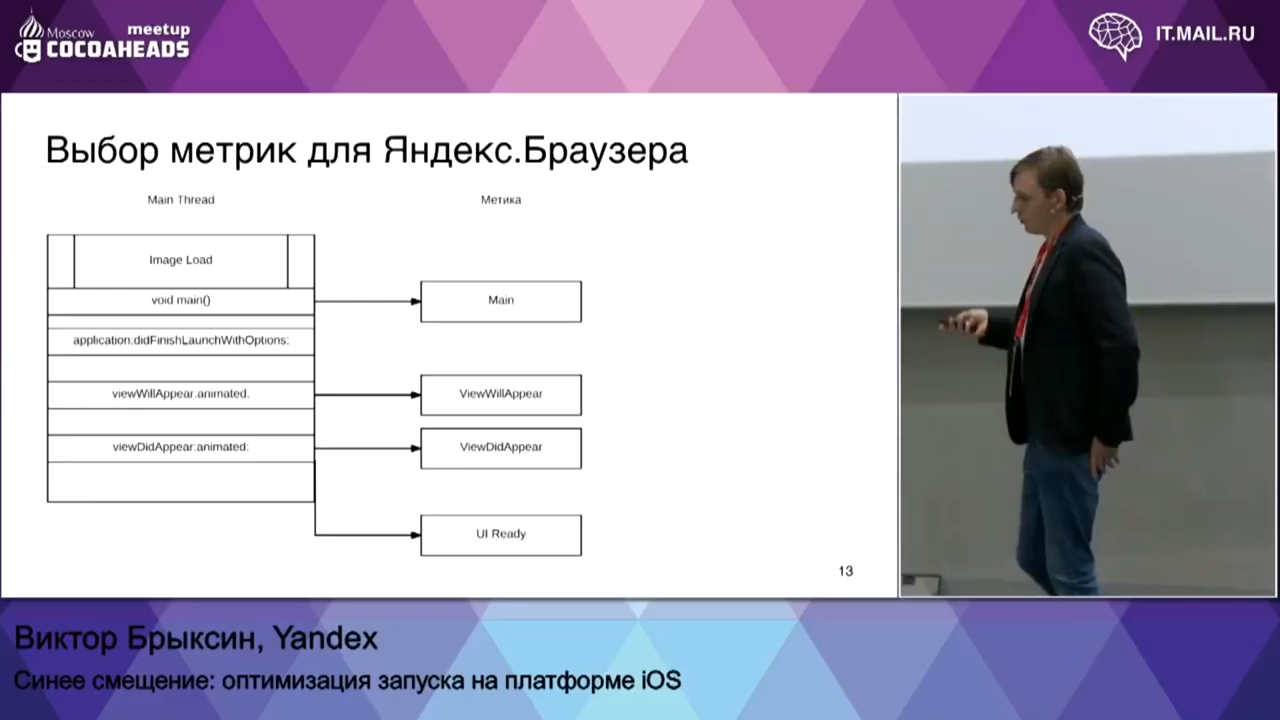 Moscow meetup
COCOAHEADS
IT.MAIL.RU
Выбор метрик для Яндекс.Браузера
Main Thread
Метика
Image Load
void main()
Main
application:didFinishLaunchWithOptions:
viewWillAppear.animated.
ViewWillAppear
viewDidAppear:animated:
ViewDidAppear
UI Ready
13
Виктор Брыксин, Yandex
Синее смещение: оптимизация запуска на платформе iOS